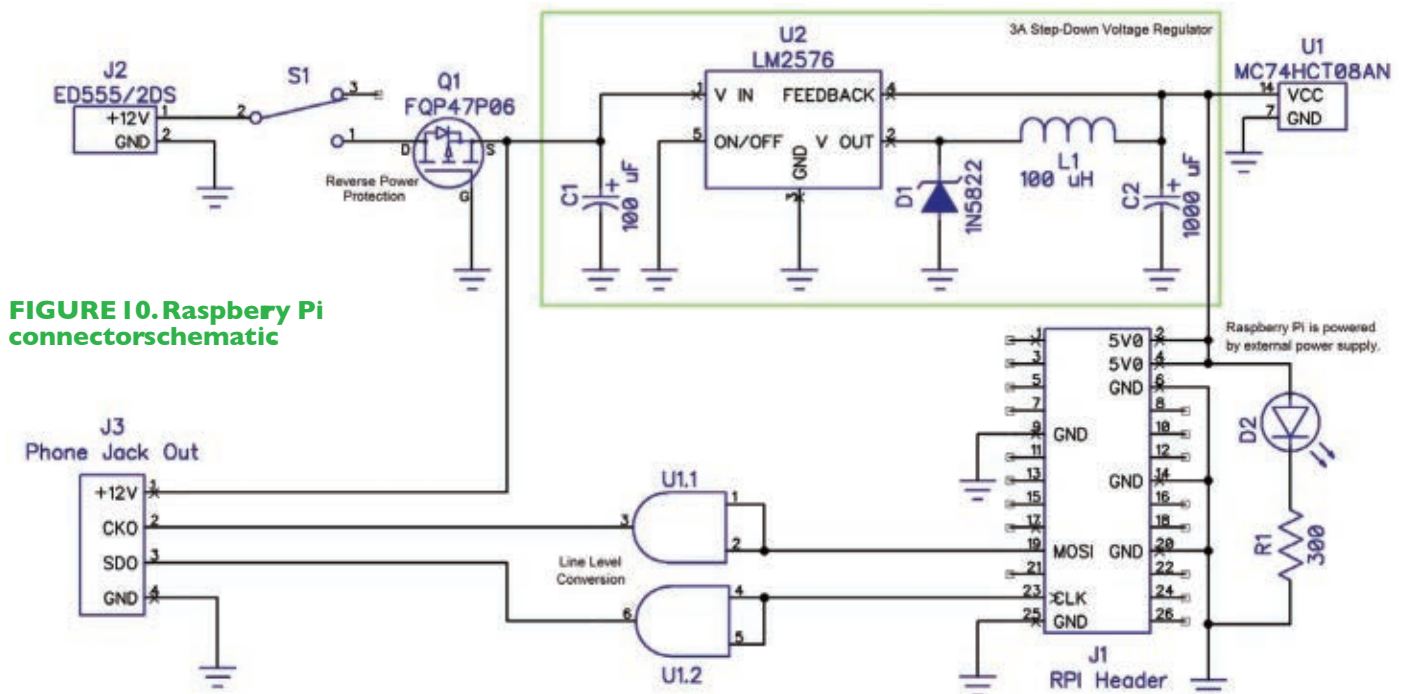 3A Step-Down Voltage Regulator
J2
ED555/2DS
+12V
GND
1
2
S1
2
3
1
Q1
FQP47P06
D
S
G
Reverse Power
Protection
C1
+
100 uF
U2
LM2576
V IN
FEEDBACK
ON/OFF
V OUT
GND
1
4
5
2
3
D1
1N5822
L1
100 uH
C2
+
1000 uF
U1
MC74HCT08AN
14
VCC
7
GND
FIGURE 10. Raspbery Pi
connectorschematic
Raspberry Pi is powered
by external power supply.
J3
Phone Jack Out
+12V
1
CKO
2
SDO
3
GND
4
U1.1
3
1
2
Line Level
Conversion
6
4
5
U1.2
1
5V0
2
3
5V0
4
5
GND
6
7
8
9
GND
10
11
12
13
GND
14
15
16
17
18
19
MOSI
GND
20
21
22
23
CLK
24
25
GND
26
J1
RPI Header
D2
R1
300